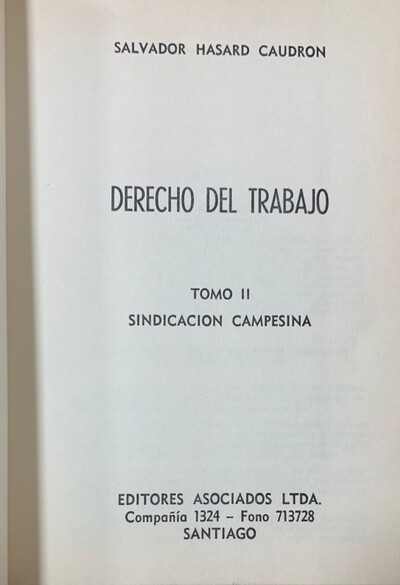 SALVADOR HASARD CAUDRON
DERECHO DEL TRABAJO
TOMO II
SINDICACION CAMPESINA
EDITORES ASOCIADOS LTDA.
Compañía 1324 – Fono 713728
SANTIAGO